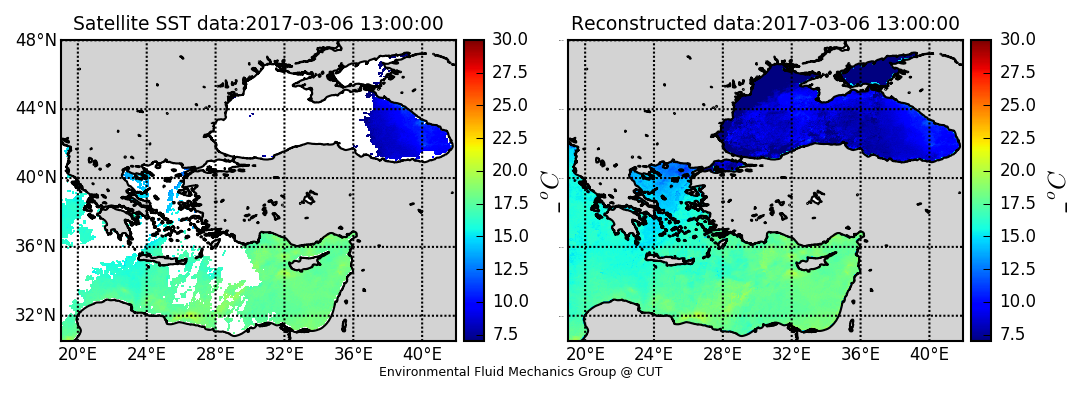 Satellite SST data:2017-03-06 13:00:00
48°N
44°N
40°N
36°N
32°N
20°E 24°E 28°E 32°E 36°E 40°E
30.0
27.5
25.0
22.5
20.0
17.5
15.0
12.5
10.0
7.5
_ °C
Reconstructed data:2017-03-06 13:00:00
20°E 24°E 28°E 32°E 36°E 40°E
30.0
27.5
25.0
22.5
20.0
17.5
15.0
12.5
10.0
7.5
_ °C
Environmental Fluid Mechanics Group @ CUT